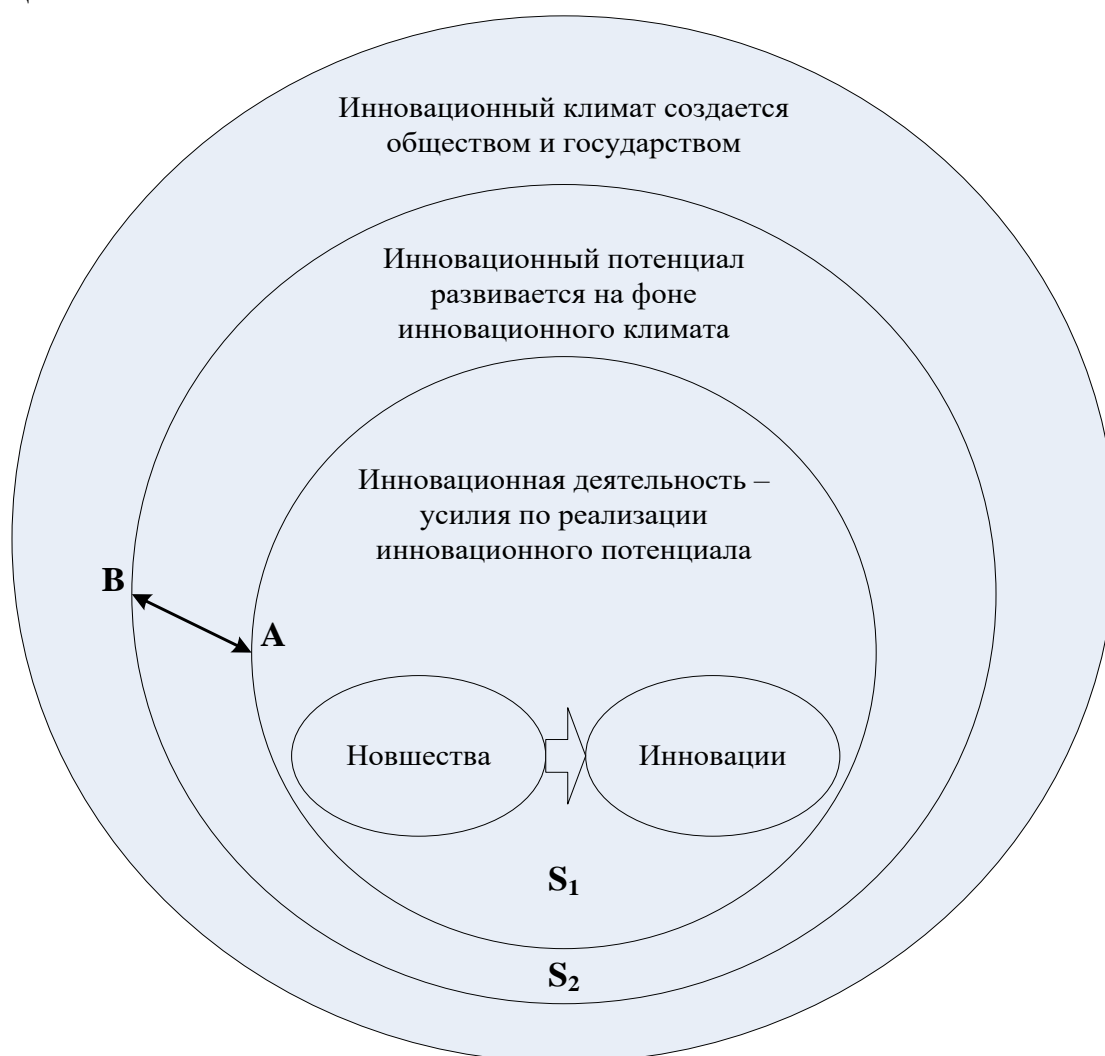 Инновационный климат создается
обществом и государством
Инновационный потенциал
развивается на фоне
инновационного климата
Инновационная деятельность –
усилия по реализации
инновационного потенциала
B
A
Новшества
Инновации
S₁
S₂